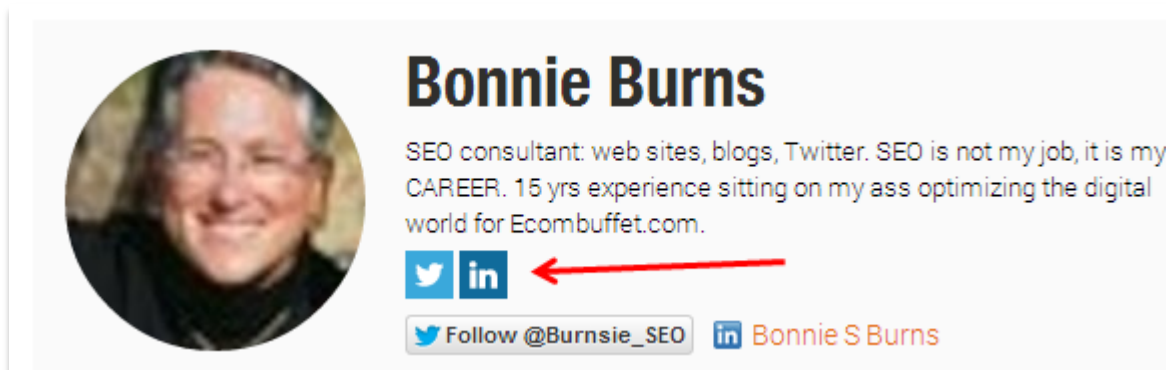 Bonnie Burns
SEO consultant: web sites, blogs, Twitter. SEO is not my job, it is my
CAREER. 15 yrs experience sitting on my ass optimizing the digital
world for Ecombuffet.com.
in
Follow @Burnsie_SEO in Bonnie S Burns